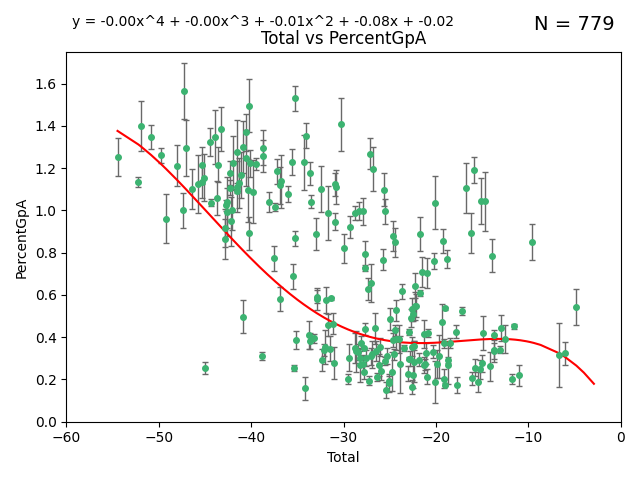 y = -0.00x^4 + -0.00x^3 + -0.01x^2 + -0.08x + -0.02
N = 779
Total vs PercentGpA
PercentGpA
1.6
1.4
1.2
1.0
0.8
0.6
0.4
0.2
0.0
−60 −50 −40 −30 −20 −10 0
Total